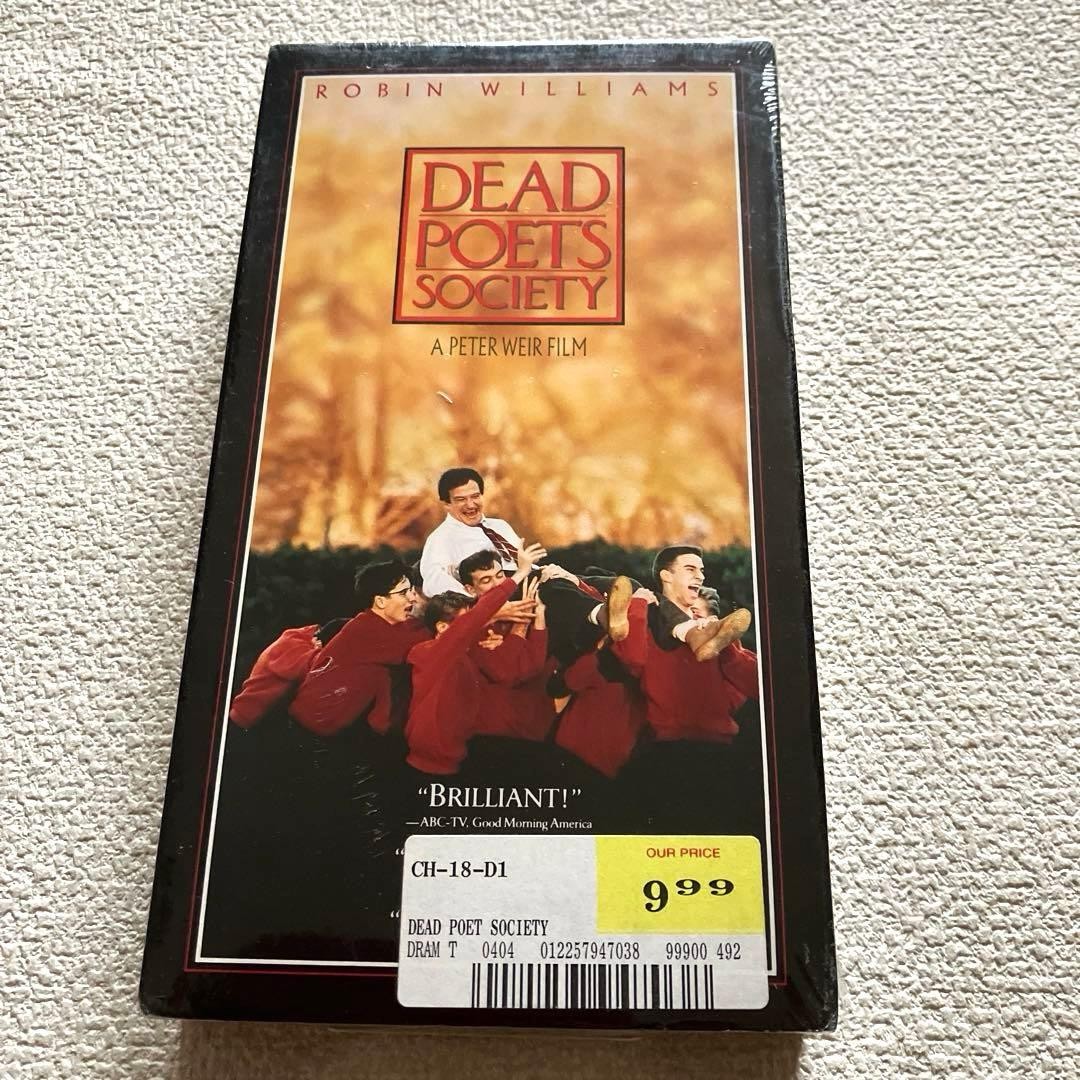 ROBIN WILLIAMS
DEAD
POETS
SOCIETY
A PETER WEIR FILM
“BRILLIANT!”
—ABC-TV, Good Morning America
“
“
CH-18-D1
OUR PRICE
9⁹⁹
DEAD POET SOCIETY
DRAM T 0404 012257947038 99900 492